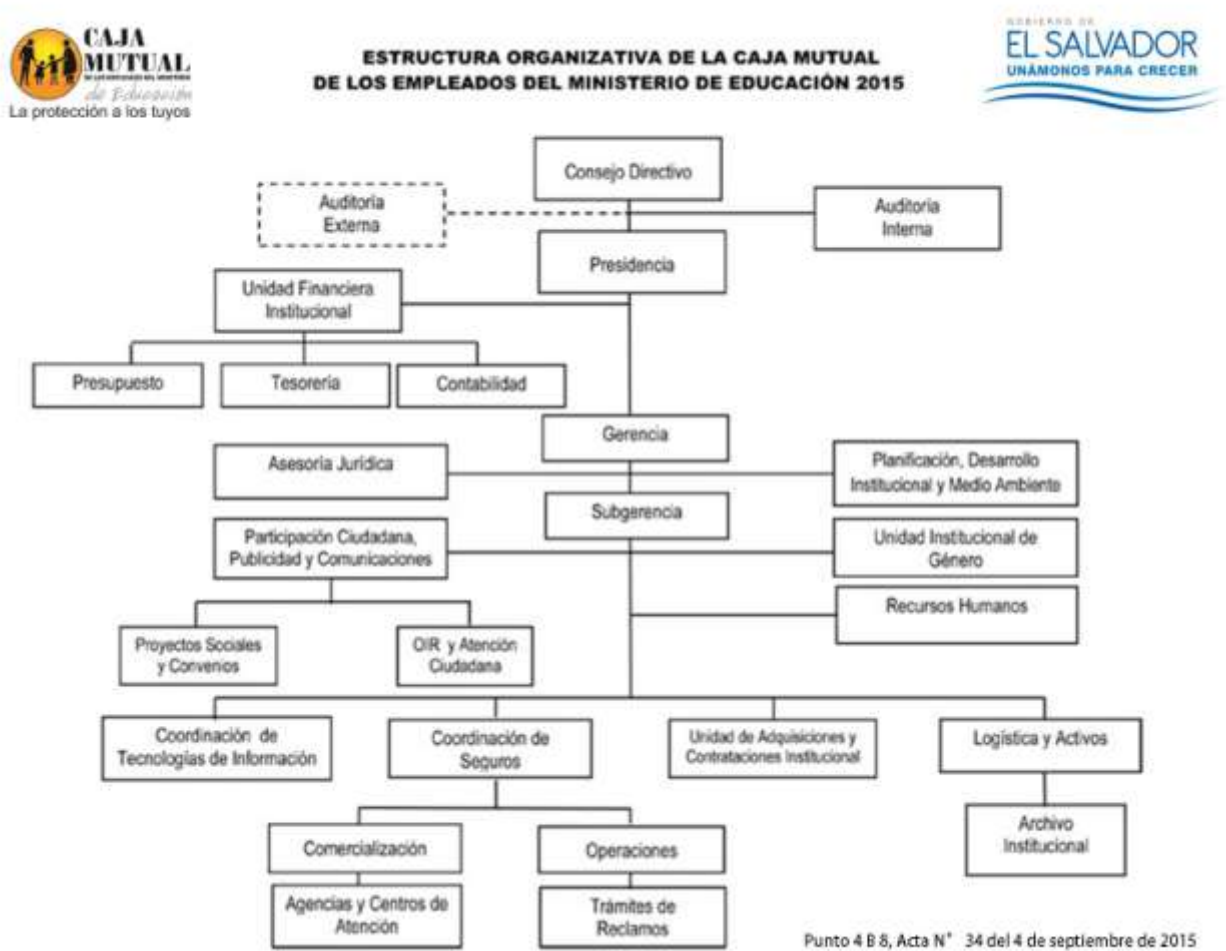 CAJA
MUTUAL
de Educación
La protección a los tuyos
ESTRUCTURA ORGANIZATIVA DE LA CAJA MUTUAL
DE LOS EMPLEADOS DEL MINISTERIO DE EDUCACIÓN 2015
GOBIERNO DE
EL SALVADOR
UNÁMONOS PARA CRECER
Consejo Directivo
Auditoría
Externa
Auditoría
Interna
Presidencia
Unidad Financiera
Institucional
Presupuesto
Tesorería
Contabilidad
Gerencia
Asesoría Jurídica
Planificación, Desarrollo
Institucional y Medio Ambiente
Subgerencia
Participación Ciudadana,
Publicidad y Comunicaciones
Unidad Institucional de
Género
Recursos Humanos
Proyectos Sociales
y Convenios
OIR y Atención
Ciudadana
Coordinación de
Tecnologías de Información
Coordinación de
Seguros
Unidad de Adquisiciones y
Contrataciones Institucional
Logística y Activos
Comercialización
Operaciones
Archivo
Institucional
Agencias y Centros de
Atención
Trámites de
Reclamos
Punto 4 B 8, Acta N° 34 del 4 de septiembre de 2015